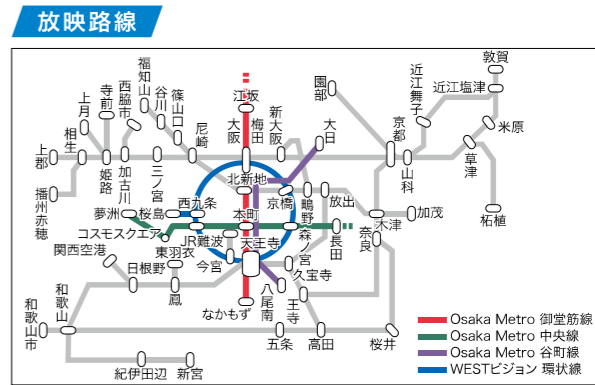 放映路線
敦賀
近江塩津
近江舞子
米原
草津
柘植
園部
京都
山科
福知山
谷川
篠山口
西脇市
寺前
上月
相生
上郡
播州赤穂
姫路
加古川
三ノ宮
尼崎
江坂
大阪
梅田
新大阪
大日
北新地
京橋
鴫野
放出
木津
加茂
奈良
西九条
桜島
夢洲
コスモスクエア
本町
森ノ宮
長田
JR難波
今宮
天王寺
久宝寺
八尾南
王寺
高田
桜井
五条
なかもず
東羽衣
鳳
日根野
関西空港
和歌山
和歌山市
紀伊田辺
新宮
Osaka Metro 御堂筋線
Osaka Metro 中央線
Osaka Metro 谷町線
WESTビジョン 環状線